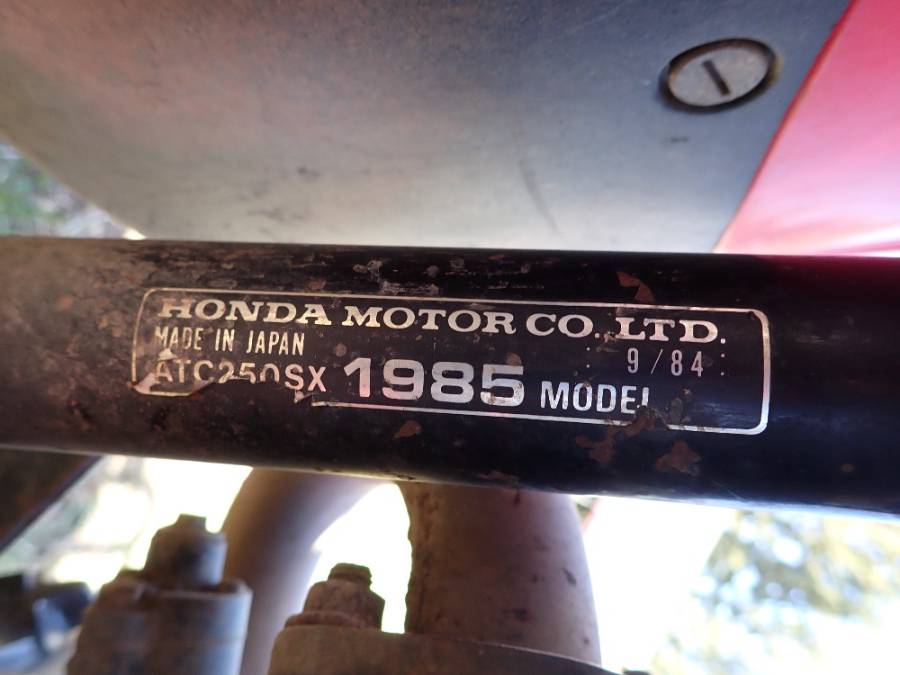 HONDA MOTOR CO., LTD.
MADE IN JAPAN
9/84
ATC250SX 1985 MODEL